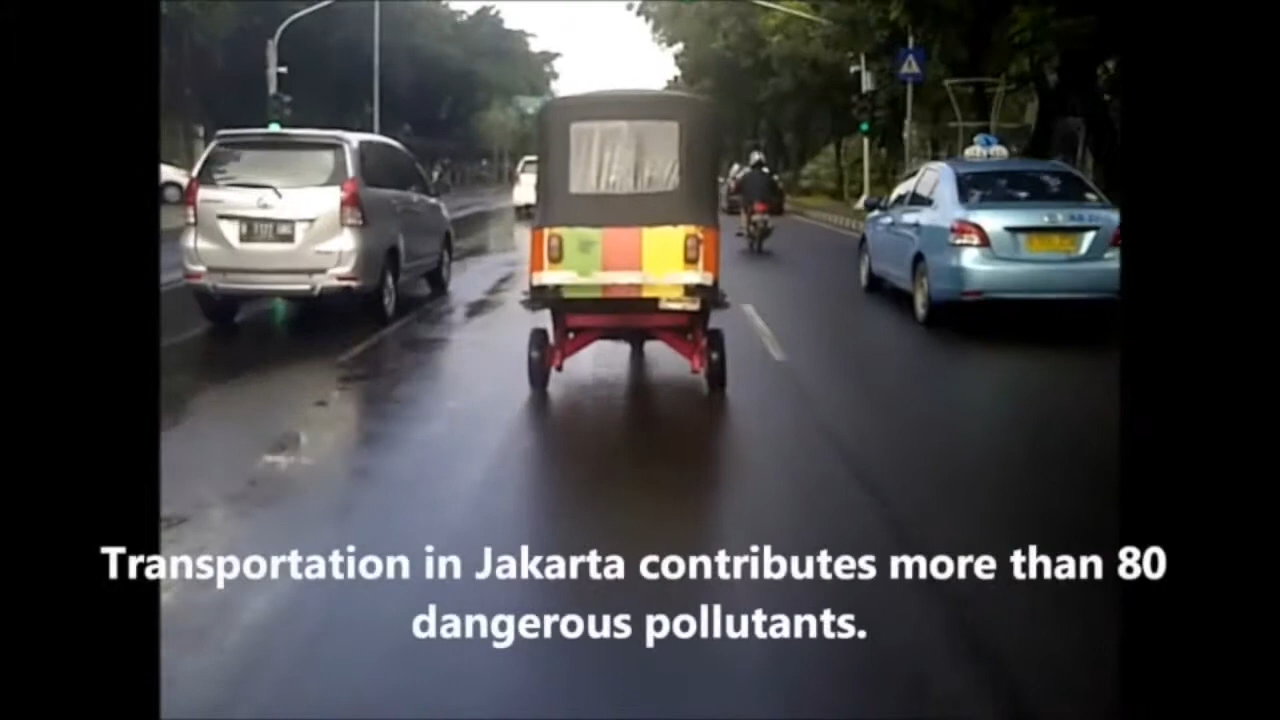 Transportation in Jakarta contributes more than 80
dangerous pollutants.